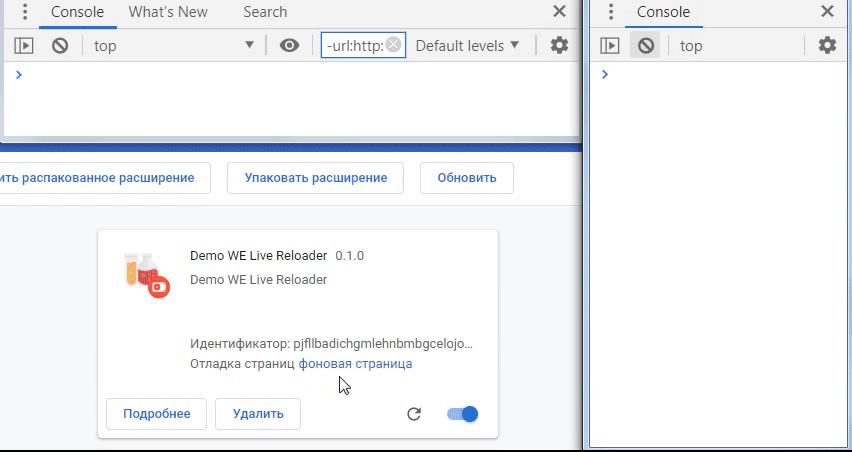 Console What's New Search
top -url:http: Default levels
ить распакованное расширение Упаковать расширение Обновить
Demo WE Live Reloader 0.1.0
Demo WE Live Reloader
Идентификатор: pjfllbadichgmlehnbmbgcelojo...
Отладка страниц фоновая страница
Подробнее Удалить
Console
top